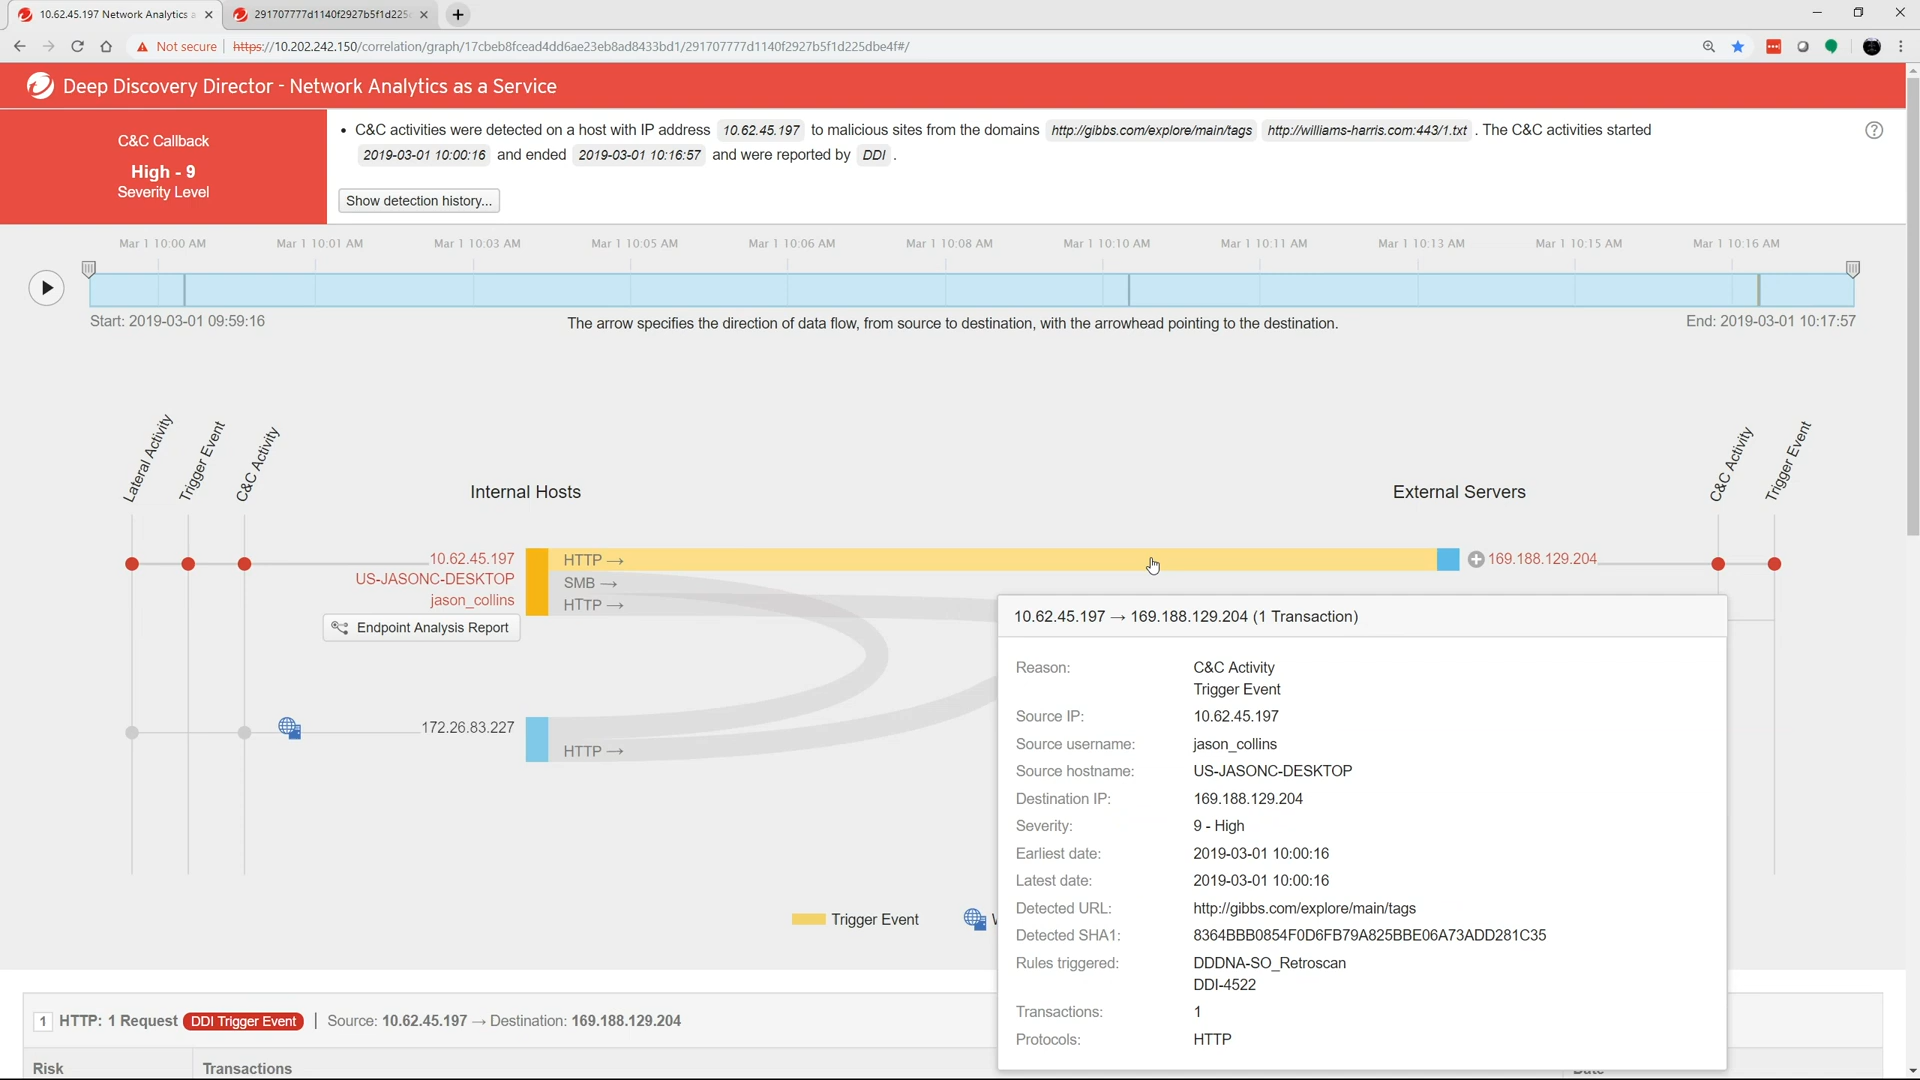 10.62.45.197 Network Analytics
291707777d1140f2927b5f1d225
Not secure https://10.202.242.150/correlation/graph/17cbeb8fcead4dd6ae23eb8ad8433bd1/291707777d1140f2927b5f1d225dbe4f#/
Deep Discovery Director - Network Analytics as a Service
C&C Callback
High - 9
Severity Level
• C&C activities were detected on a host with IP address 10.62.45.197 to malicious sites from the domains http://gibbs.com/explore/main/tags http://williams-harris.com:443/1.txt . The C&C activities started
2019-03-01 10:00:16 and ended 2019-03-01 10:16:57 and were reported by DDI .
Show detection history...
Mar 1 10:00 AM Mar 1 10:01 AM Mar 1 10:03 AM Mar 1 10:05 AM Mar 1 10:06 AM Mar 1 10:08 AM Mar 1 10:10 AM Mar 1 10:11 AM Mar 1 10:13 AM Mar 1 10:15 AM Mar 1 10:16 AM
Start: 2019-03-01 09:59:16
The arrow specifies the direction of data flow, from source to destination, with the arrowhead pointing to the destination.
End: 2019-03-01 10:17:57
Lateral Activity
Trigger Event
C&C Activity
Internal Hosts
External Servers
C&C Activity
Trigger Event
10.62.45.197
US-JASONC-DESKTOP
jason_collins
Endpoint Analysis Report
HTTP →
SMB →
HTTP →
169.188.129.204
172.26.83.227
HTTP →
Trigger Event
10.62.45.197 → 169.188.129.204 (1 Transaction)
Reason: C&C Activity
Trigger Event
Source IP: 10.62.45.197
Source username: jason_collins
Source hostname: US-JASONC-DESKTOP
Destination IP: 169.188.129.204
Severity: 9 - High
Earliest date: 2019-03-01 10:00:16
Latest date: 2019-03-01 10:00:16
Detected URL: http://gibbs.com/explore/main/tags
Detected SHA1: 8364BBB0854F0D6FB79A825BBE06A73ADD281C35
Rules triggered: DDDNA-SO_Retroscan
DDI-4522
Transactions: 1
Protocols: HTTP
1 HTTP: 1 Request DDI Trigger Event | Source: 10.62.45.197 → Destination: 169.188.129.204
Risk Transactions